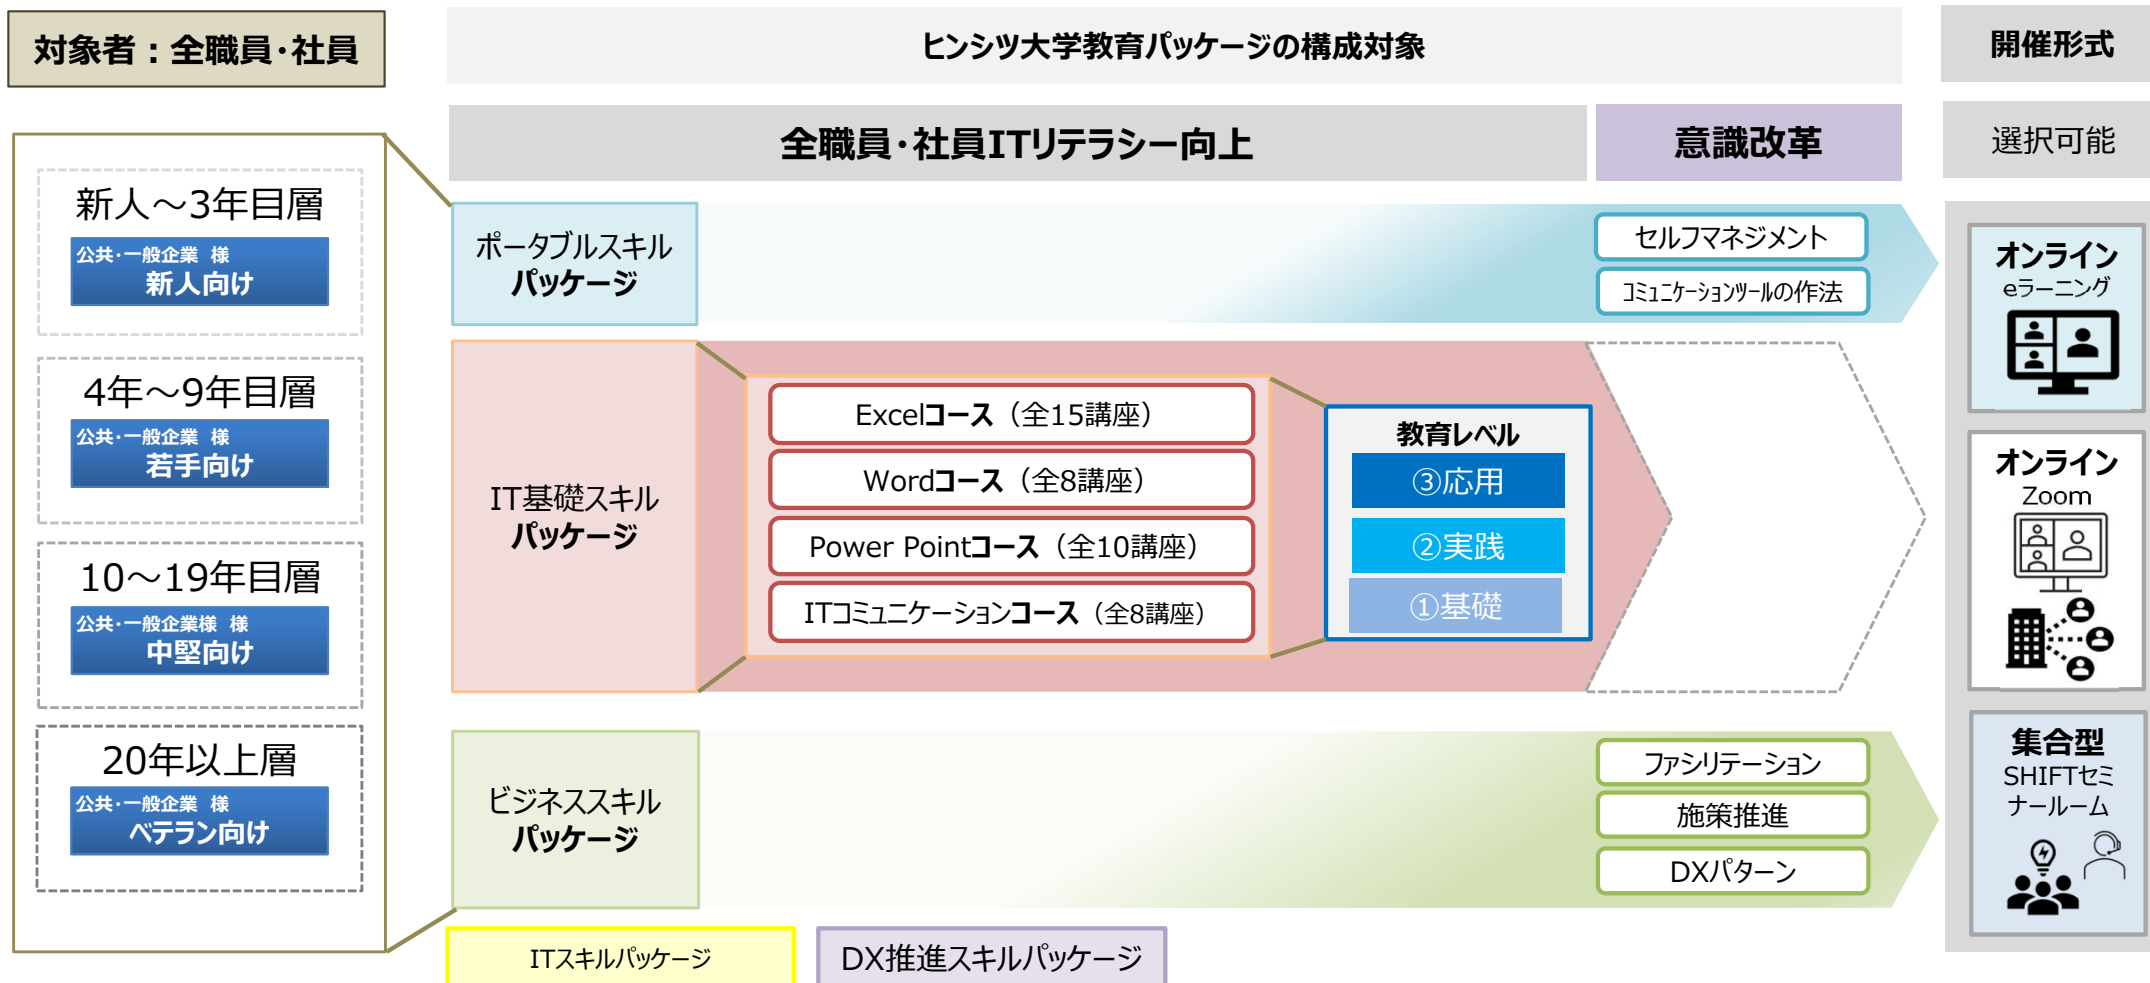 対象者：全職員･社員
ヒンシツ大学教育パッケージの構成対象
開催形式
全職員･社員ITリテラシー向上
意識改革
選択可能
新人～3年目層
公共･一般企業 様
新人向け
4年～9年目層
公共･一般企業 様
若手向け
10～19年目層
公共･一般企業様 様
中堅向け
20年以上層
公共･一般企業 様
ベテラン向け
ポータブルスキル
パッケージ
セルフマネジメント
ｺﾐｭﾆｹｰｼｮﾝﾂｰﾙの作法
IT基礎スキル
パッケージ
Excelコース（全15講座）
Wordコース（全8講座）
Power Pointコース（全10講座）
ITコミュニケーションコース（全8講座）
教育レベル
③応用
②実践
①基礎
ビジネススキル
パッケージ
ファシリテーション
施策推進
DXパターン
ITスキルパッケージ
DX推進スキルパッケージ
オンライン
eラーニング
オンライン
Zoom
集合型
SHIFTセミ
ナールーム